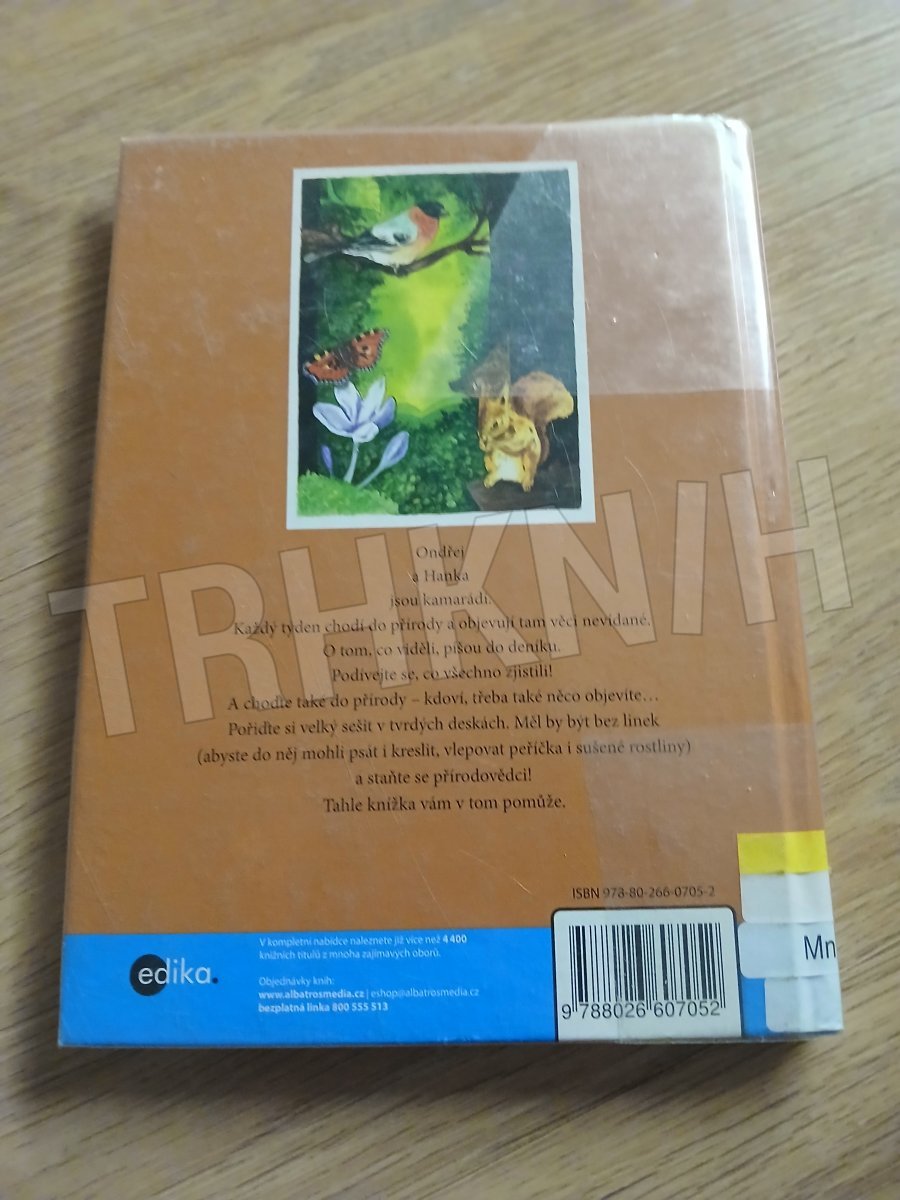 Ondřej
a Hanka
jsou kamarádi.
Každý týden chodí do přírody a objevují tam věci nevídané.
O tom, co viděli, píšou do deníku.
Podívejte se, co všechno zjistili!
A choďte také do přírody – kdoví, třeba také něco objevíte…
Pořiďte si velký sešit v tvrdých deskách. Měl by být bez linek
(abyste do něj mohli psát i kreslit, vlepovat peříčka i sušené rostliny)
a staňte se přírodovědci!
Tahle knížka vám v tom pomůže.
TRHKNIH
ISBN 978-80-266-0705-2
edika.
V kompletní nabídce naleznete již více než 4 400
knižních titulů z mnoha zajímavých oborů.
Objednávky knih:
www.albatrosmedia.cz | eshop@albatrosmedia.cz
bezplatná linka 800 555 513
Mn
9 788026 607052